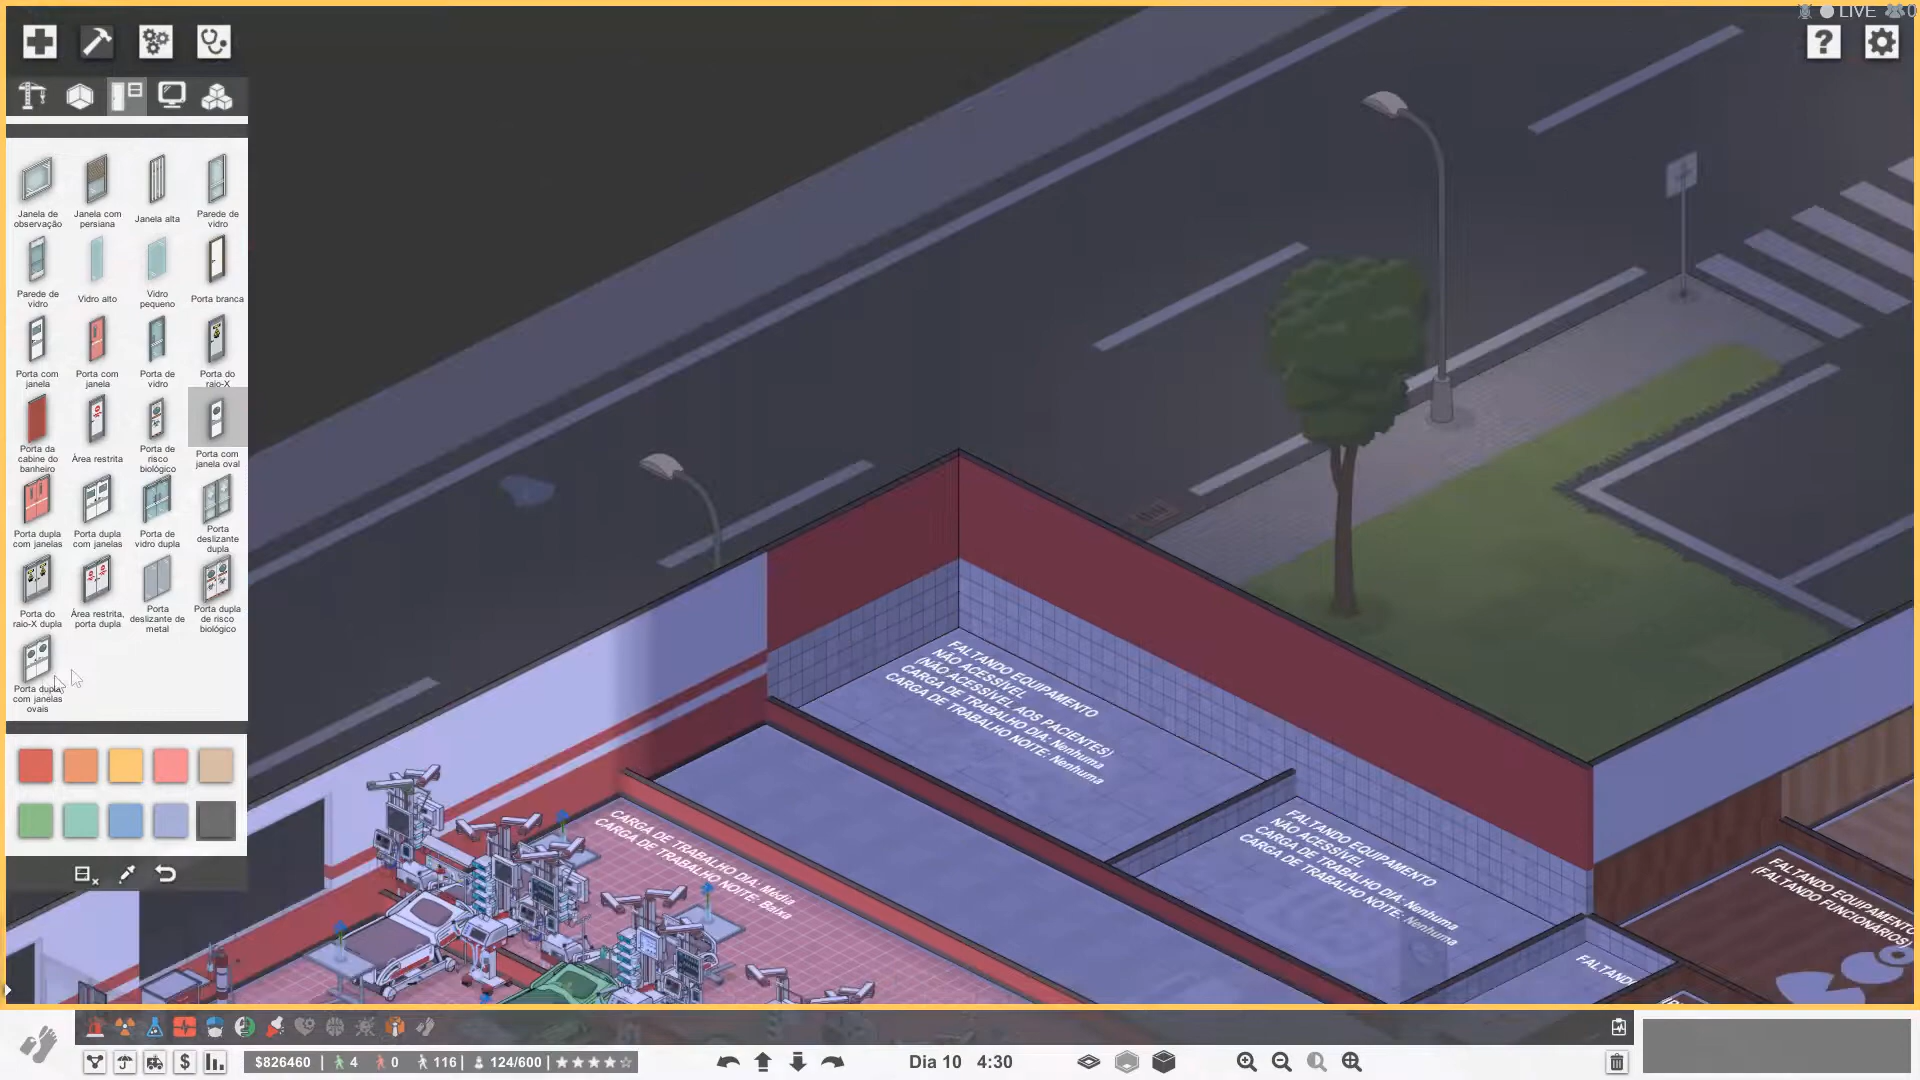 LIVE 0
Janela de observação
Janela com persiana
Janela alta
Parede de vidro
Parede de vidro
Vidro alto
Vidro pequeno
Porta branca
Porta com janela
Porta com janela
Porta de vidro
Porta do raio-X
Porta da cabine do banheiro
Área restrita
Porta de risco biológico
Porta com janela oval
Porta dupla com janelas
Porta dupla com janelas
Porta de vidro dupla
Porta deslizante dupla
Porta do raio-X dupla
Área restrita, porta dupla
Porta deslizante de metal
Porta dupla de risco biológico
Porta dupla com janelas ovais
FALTANDO EQUIPAMENTO
NÃO ACESSÍVEL
(NÃO ACESSÍVEL AOS PACIENTES)
CARGA DE TRABALHO DIA: Nenhuma
CARGA DE TRABALHO NOITE: Nenhuma
CARGA DE TRABALHO DIA: Média
CARGA DE TRABALHO NOITE: Baixa
FALTANDO EQUIPAMENTO
NÃO ACESSÍVEL
CARGA DE TRABALHO DIA: Nenhuma
CARGA DE TRABALHO NOITE: Nenhuma
FALTANDO EQUIPAMENTO
(FALTANDO FUNCIONÁRIOS)
FALTAND
$826460 | 4 0 116 | 124/600 |
Dia 10 4:30